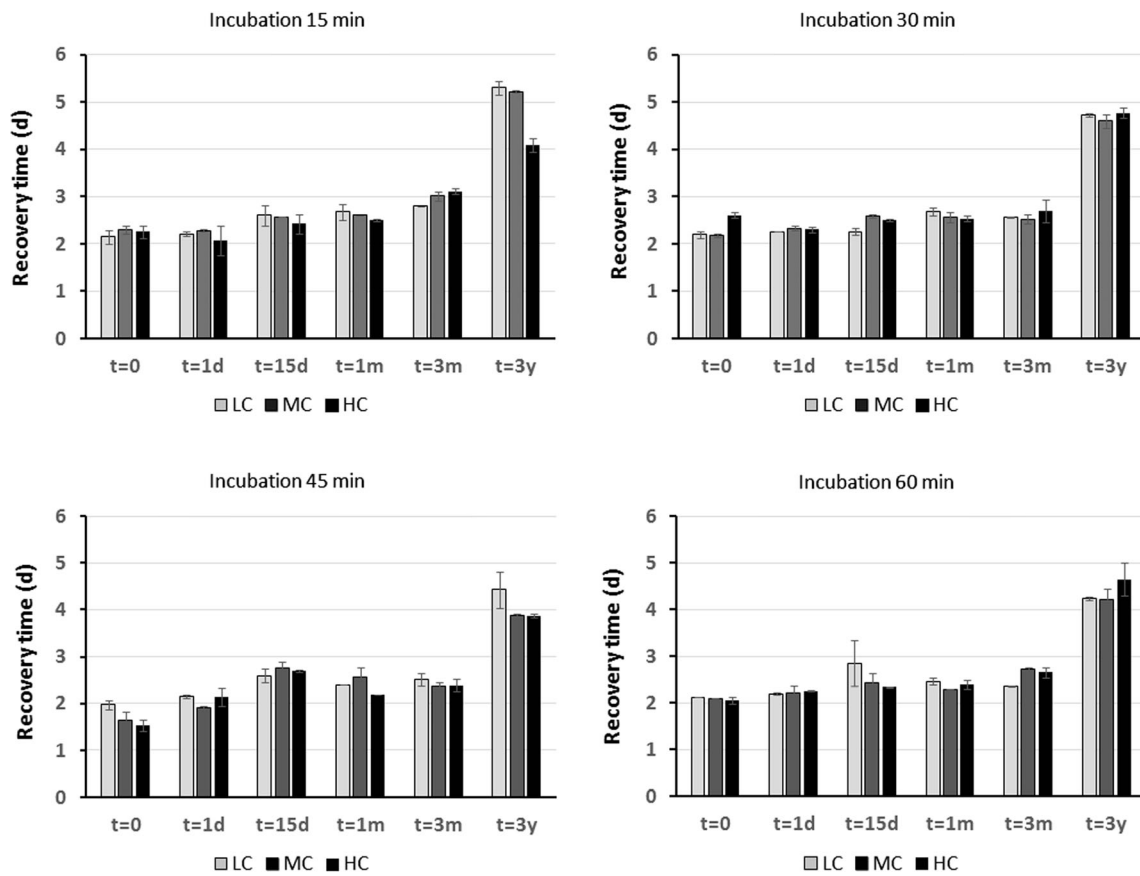 Incubation 15 min
Recovery time (d)
6
5
4
3
2
1
0
t=0 t=1d t=15d t=1m t=3m t=3y
LC MC HC
Incubation 30 min
Recovery time (d)
6
5
4
3
2
1
0
t=0 t=1d t=15d t=1m t=3m t=3y
LC MC HC
Incubation 45 min
Recovery time (d)
6
5
4
3
2
1
0
t=0 t=1d t=15d t=1m t=3m t=3y
LC MC HC
Incubation 60 min
Recovery time (d)
6
5
4
3
2
1
0
t=0 t=1d t=15d t=1m t=3m t=3y
LC MC HC